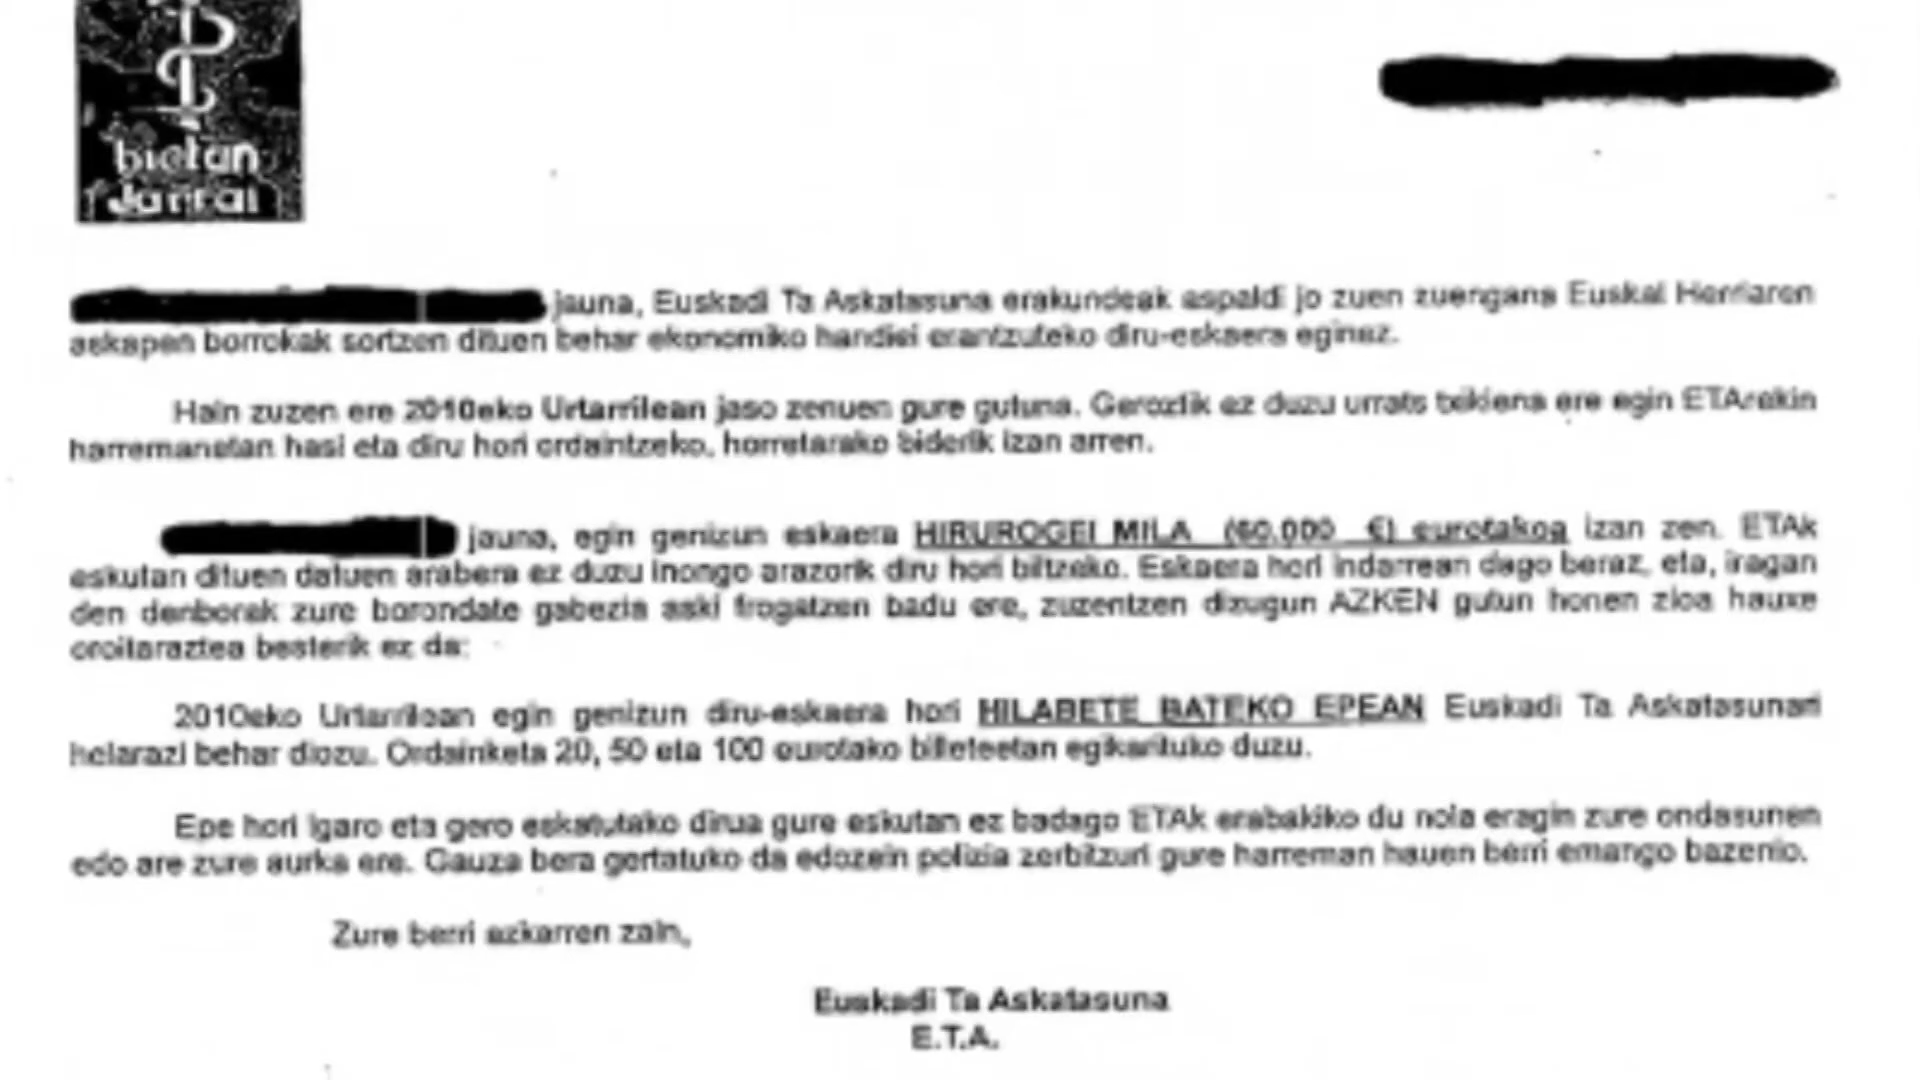 bietan
Jarrai
jauna, Euskadi Ta Askatasuna erakundeak aspaldi jo zuen zuengana Euskal Herriaren
askapen borrokak sortzen dituen behar ekonomiko handiei erantzuteko diru-eskaera eginez.
Hain zuzen ere 2010eko Urtarrilean jaso zenuen gure gutuna. Geroztik ez duzu urrats txikiena ere egin ETArekin
harremanetan hasi eta diru hori ordaintzeko, horretarako biderik izan arren.
jauna, egin genizun eskaera HIRUROGEI MILA (60.000 €) eurotakoa izan zen. ETAk
eskutan dituen datuen arabera ez duzu inongo arazorik diru hori biltzeko. Eskaera hori indarrean dago beraz, eta, iragan
den denborak zure borondate gabezia aski frogatzen badu ere, zuzentzen dizugun AZKEN gutun honen zioa hauxe
oroitaraztea besterik ez da:
2010eko Urtarrilean egin genizun diru-eskaera hori HILABETE BATEKO EPEAN Euskadi Ta Askatasunari
helarazi behar diozu. Ordainketa 20, 50 eta 100 eurotako billeteetan egikarituko duzu.
Epe hori igaro eta gero eskatutako dirua gure eskutan ez badago ETAk erabakiko du nola eragin zure ondasunen
edo are zure aurka ere. Gauza bera gertatuko da edozein polizia zerbitzuri gure harreman hauen berri emango bazenio.
Zure berri azkarren zain,
Euskadi Ta Askatasuna
E.T.A.